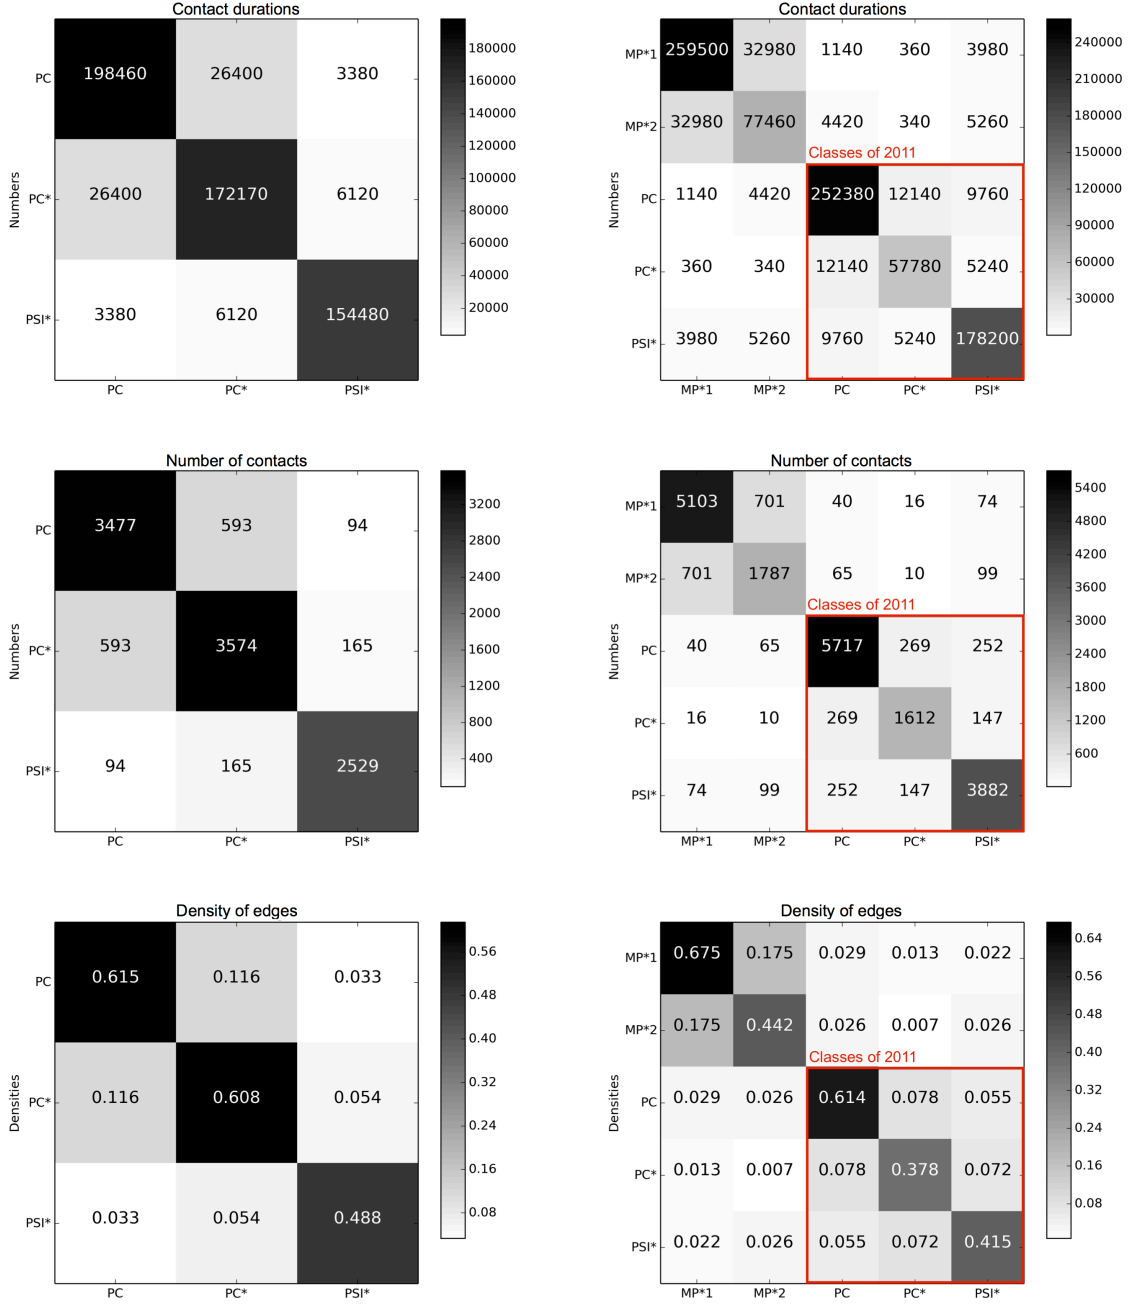 Contact durations
PC 198460 26400 3380
PC* 26400 172170 6120
PSI* 3380 6120 154480
PC PC* PSI*
Numbers
180000
160000
140000
120000
100000
80000
60000
40000
20000
Contact durations
MP*1 259500 32980 1140 360 3980
MP*2 32980 77460 4420 340 5260
Classes of 2011
PC 1140 4420 252380 12140 9760
PC* 360 340 12140 57780 5240
PSI* 3980 5260 9760 5240 178200
MP*1 MP*2 PC PC* PSI*
Numbers
240000
210000
180000
150000
120000
90000
60000
30000
Number of contacts
PC 3477 593 94
PC* 593 3574 165
PSI* 94 165 2529
PC PC* PSI*
Numbers
3200
2800
2400
2000
1600
1200
800
400
Number of contacts
MP*1 5103 701 40 16 74
MP*2 701 1787 65 10 99
Classes of 2011
PC 40 65 5717 269 252
PC* 16 10 269 1612 147
PSI* 74 99 252 147 3882
MP*1 MP*2 PC PC* PSI*
Numbers
5400
4800
4200
3600
3000
2400
1800
1200
600
Density of edges
PC 0.615 0.116 0.033
PC* 0.116 0.608 0.054
PSI* 0.033 0.054 0.488
PC PC* PSI*
Densities
0.56
0.48
0.40
0.32
0.24
0.16
0.08
Density of edges
MP*1 0.675 0.175 0.029 0.013 0.022
MP*2 0.175 0.442 0.026 0.007 0.026
Classes of 2011
PC 0.029 0.026 0.614 0.078 0.055
PC* 0.013 0.007 0.078 0.378 0.072
PSI* 0.022 0.026 0.055 0.072 0.415
MP*1 MP*2 PC PC* PSI*
Densities
0.64
0.56
0.48
0.40
0.32
0.24
0.16
0.08